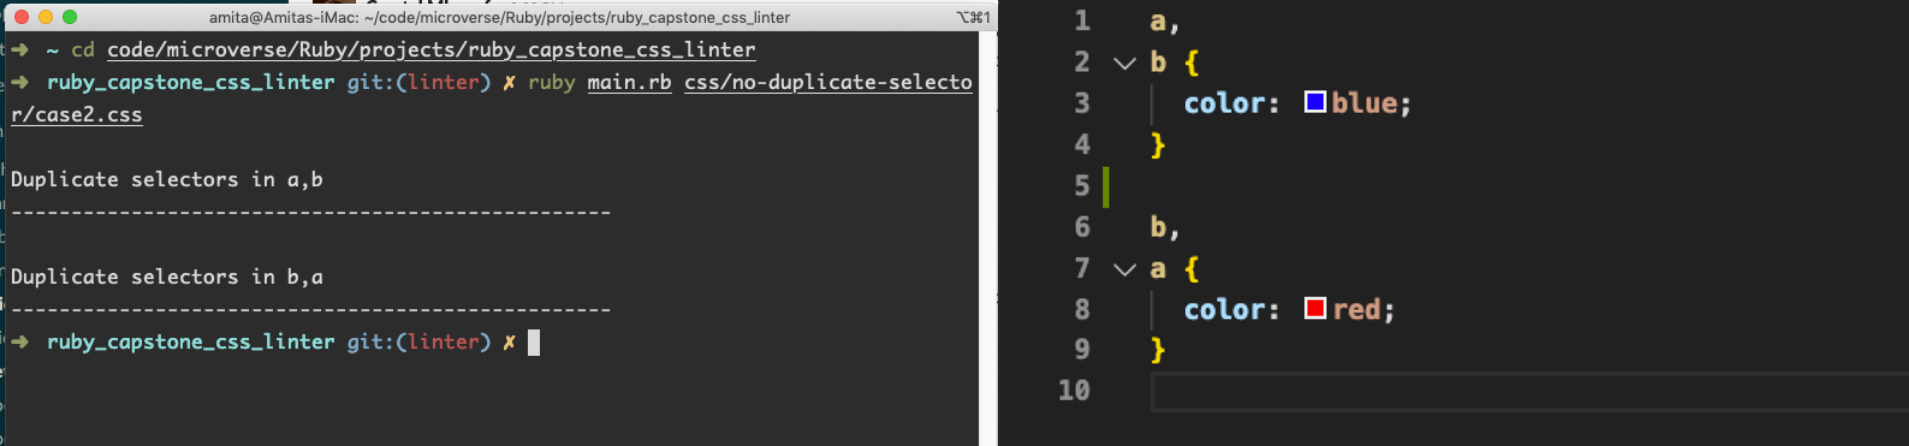 amita@Amitas-iMac: ~/code/microverse/Ruby/projects/ruby_capstone_css_linter ⌥⌘1
➜ ~ cd code/microverse/Ruby/projects/ruby_capstone_css_linter
➜ ruby_capstone_css_linter git:(linter) ✗ ruby main.rb css/no-duplicate-selecto
r/case2.css
Duplicate selectors in a,b
--------------------------------------------------
Duplicate selectors in b,a
--------------------------------------------------
➜ ruby_capstone_css_linter git:(linter) ✗
1 a,
2 b {
3 color: blue;
4 }
5
6 b,
7 a {
8 color: red;
9 }
10